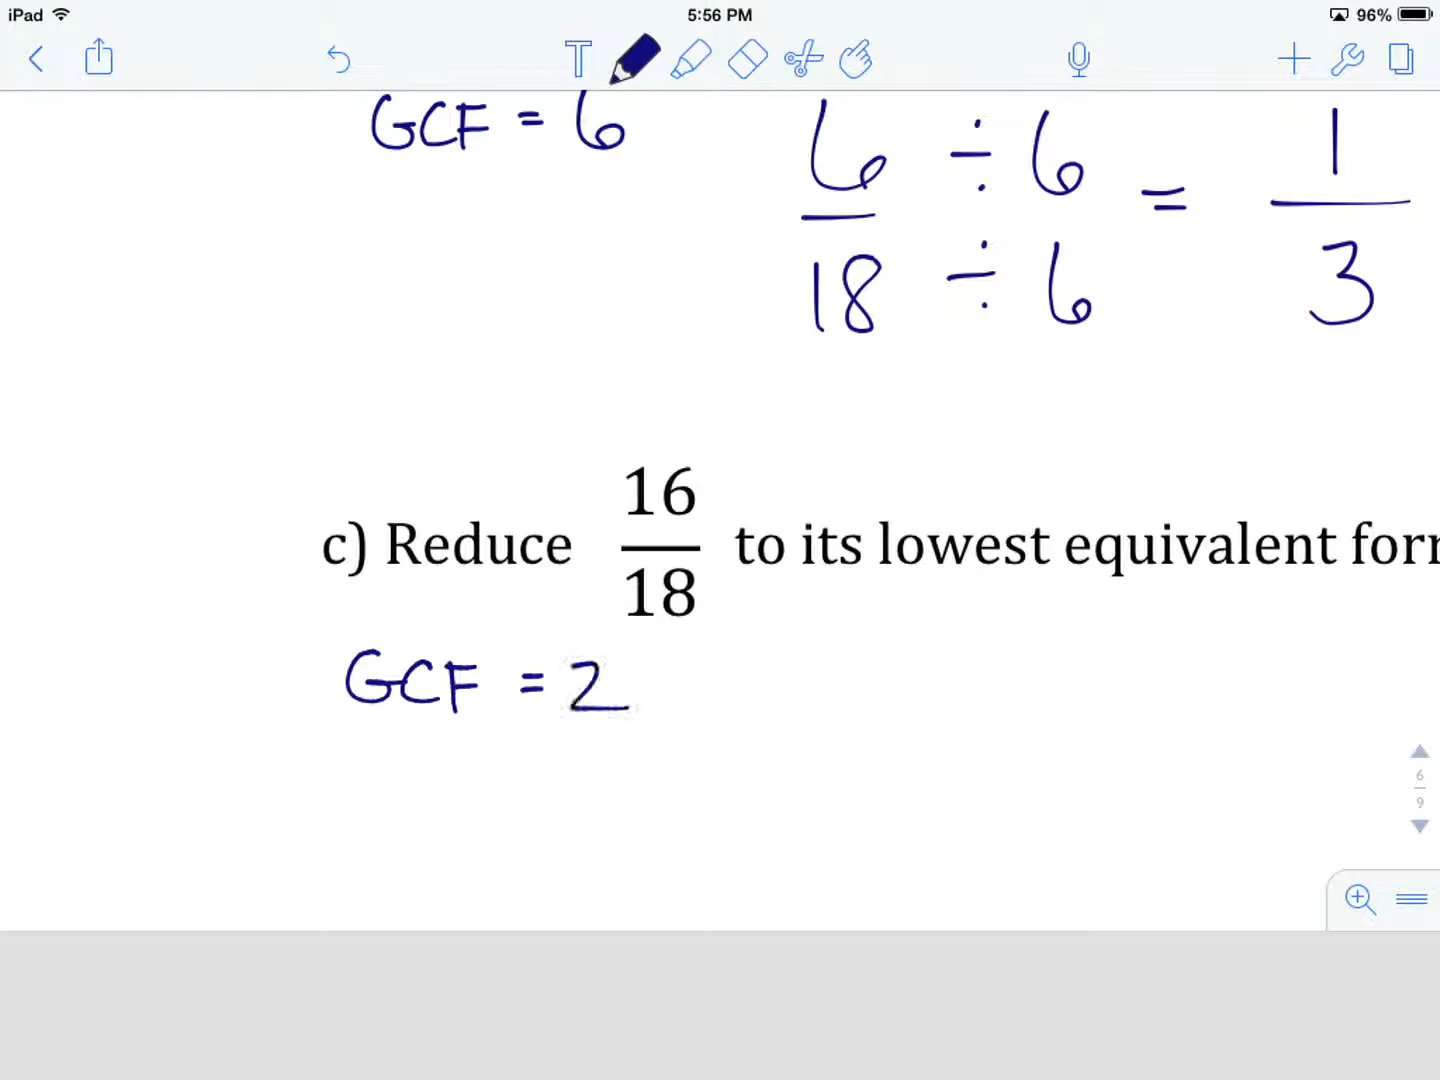 iPad 5:56 PM 96%
T
GCF = 6
6 ÷ 6 = 1
18 ÷ 6 3
16
c) Reduce — to its lowest equivalent for
18
GCF = 2
6
9